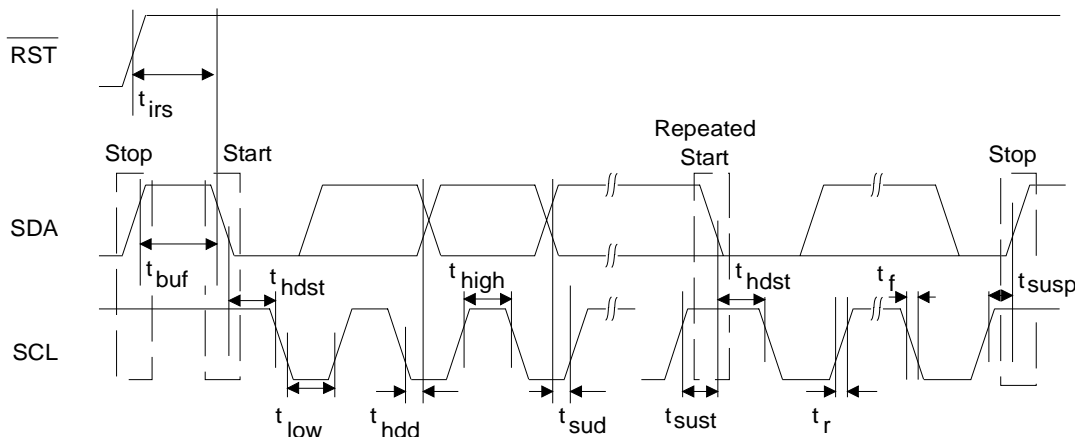 RST
t irs
Repeated
Stop
Start
Start
Stop
SDA
t buf
t hdst
t high
t hdst
t f
t susp
SCL
t low
t hdd
t sud
t sust
t r